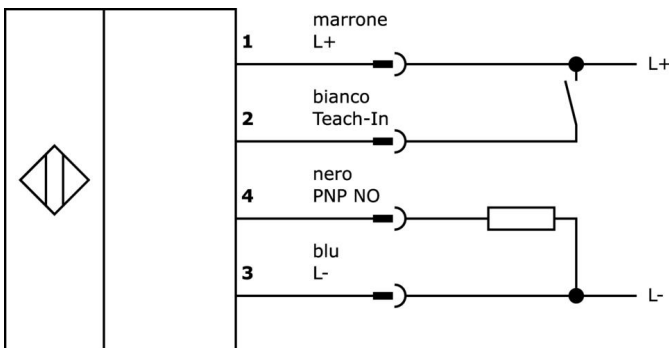 marrone
1 L+ L+
bianco
2 Teach-In
nero
4 PNP NO
blu
3 L- L-